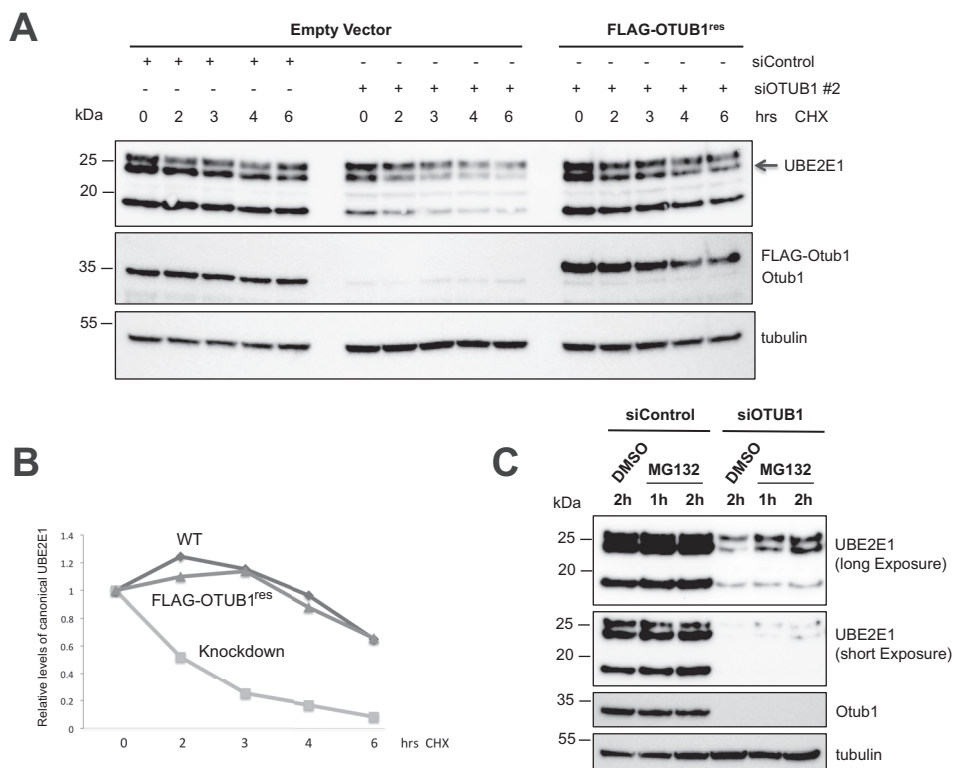 A
Empty Vector FLAG-OTUB1res
+ + + + + - - - - - - - - - - siControl
- - - - - + + + + + + + + + + siOTUB1 #2
kDa 0 2 3 4 6 0 2 3 4 6 0 2 3 4 6 hrs CHX
25
20
UBE2E1
35
FLAG-Otub1
Otub1
55
tubulin
B
Relative levels of canonical UBE2E1
1.4
1.2
1
0.8
0.6
0.4
0.2
0
WT
FLAG-OTUB1res
Knockdown
0 2 3 4 6 hrs CHX
C
siControl siOTUB1
DMSO MG132 DMSO MG132
kDa 2h 1h 2h 2h 1h 2h
25
20
UBE2E1
(long Exposure)
25
20
UBE2E1
(short Exposure)
35
Otub1
55
tubulin